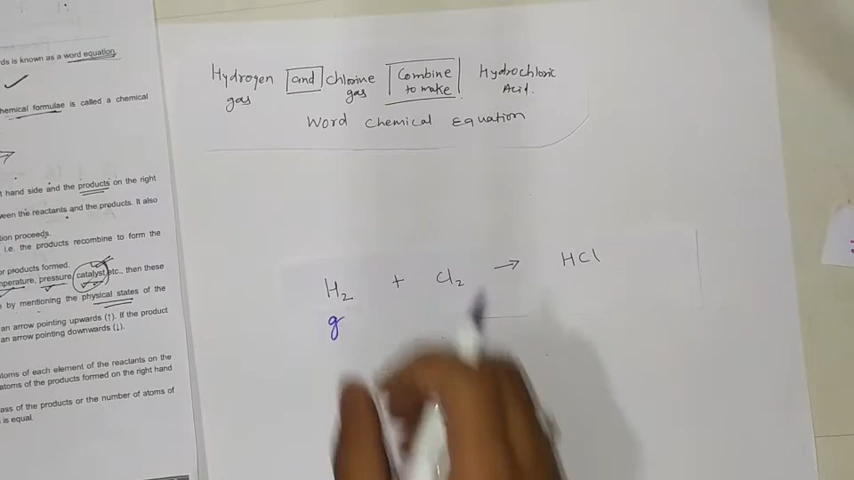 ds is known as a word equation.
hemical formulae is called a chemical
t hand side and the products on the right
ween the reactants and the products. It also
tion proceeds.
i.e. the products recombine to form the
or products formed.
mperature, pressure, catalyst etc., then these
e by mentioning the physical states of the
an arrow pointing upwards (↑). If the product
an arrow pointing downwards (↓).
toms of each element of the reactants on the
atoms of the products formed on the right hand
ass of the products or the number of atoms of
is equal.
Hydrogen and Chlorine Combine Hydrochloric
gas gas to make Acid.
Word Chemical Equation
H₂ + Cl₂ → HCl
g